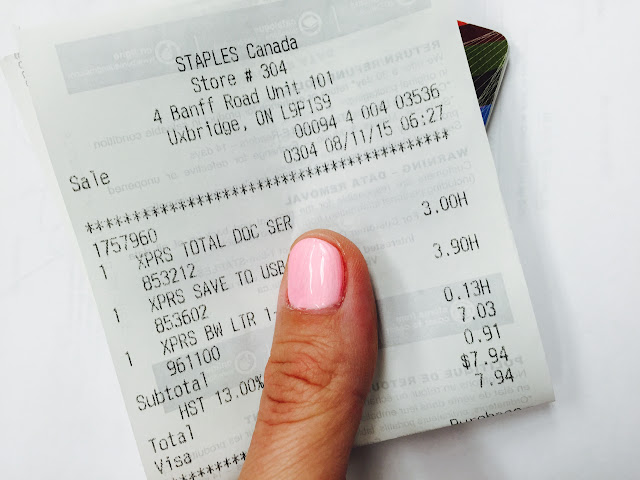 STAPLES Canada
Store # 304
4 Banff Road Unit 101
Uxbridge, ON L9P1S9
00094 4 004 03536
Sale 0304 08/11/15 06:27
****************************************
1757960
1 XPRS TOTAL DOC SER 3.00H
853212
1 XPRS SAVE TO USB 3.90H
853602
1 XPRS BW LTR 1- 0.13H
961100
Subtotal 7.03
HST 13.00% 0.91
Total $7.94
Visa 7.94
Purchase